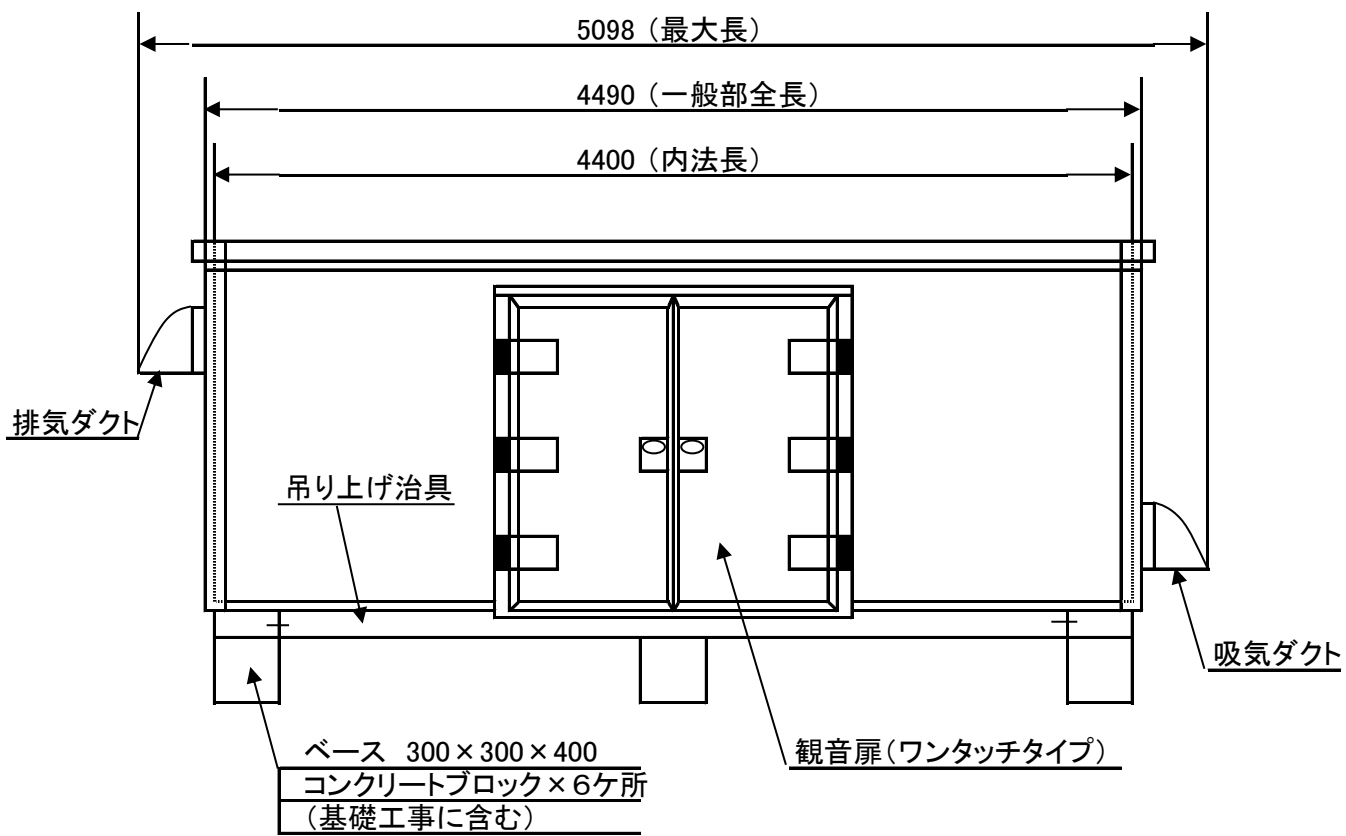 5098（最大長）
4490（一般部全長）
4400（内法長）
排気ダクト
吊り上げ治具
吸気ダクト
ベース 300×300×400
コンクリートブロック×６ケ所
（基礎工事に含む）
観音扉（ワンタッチタイプ）